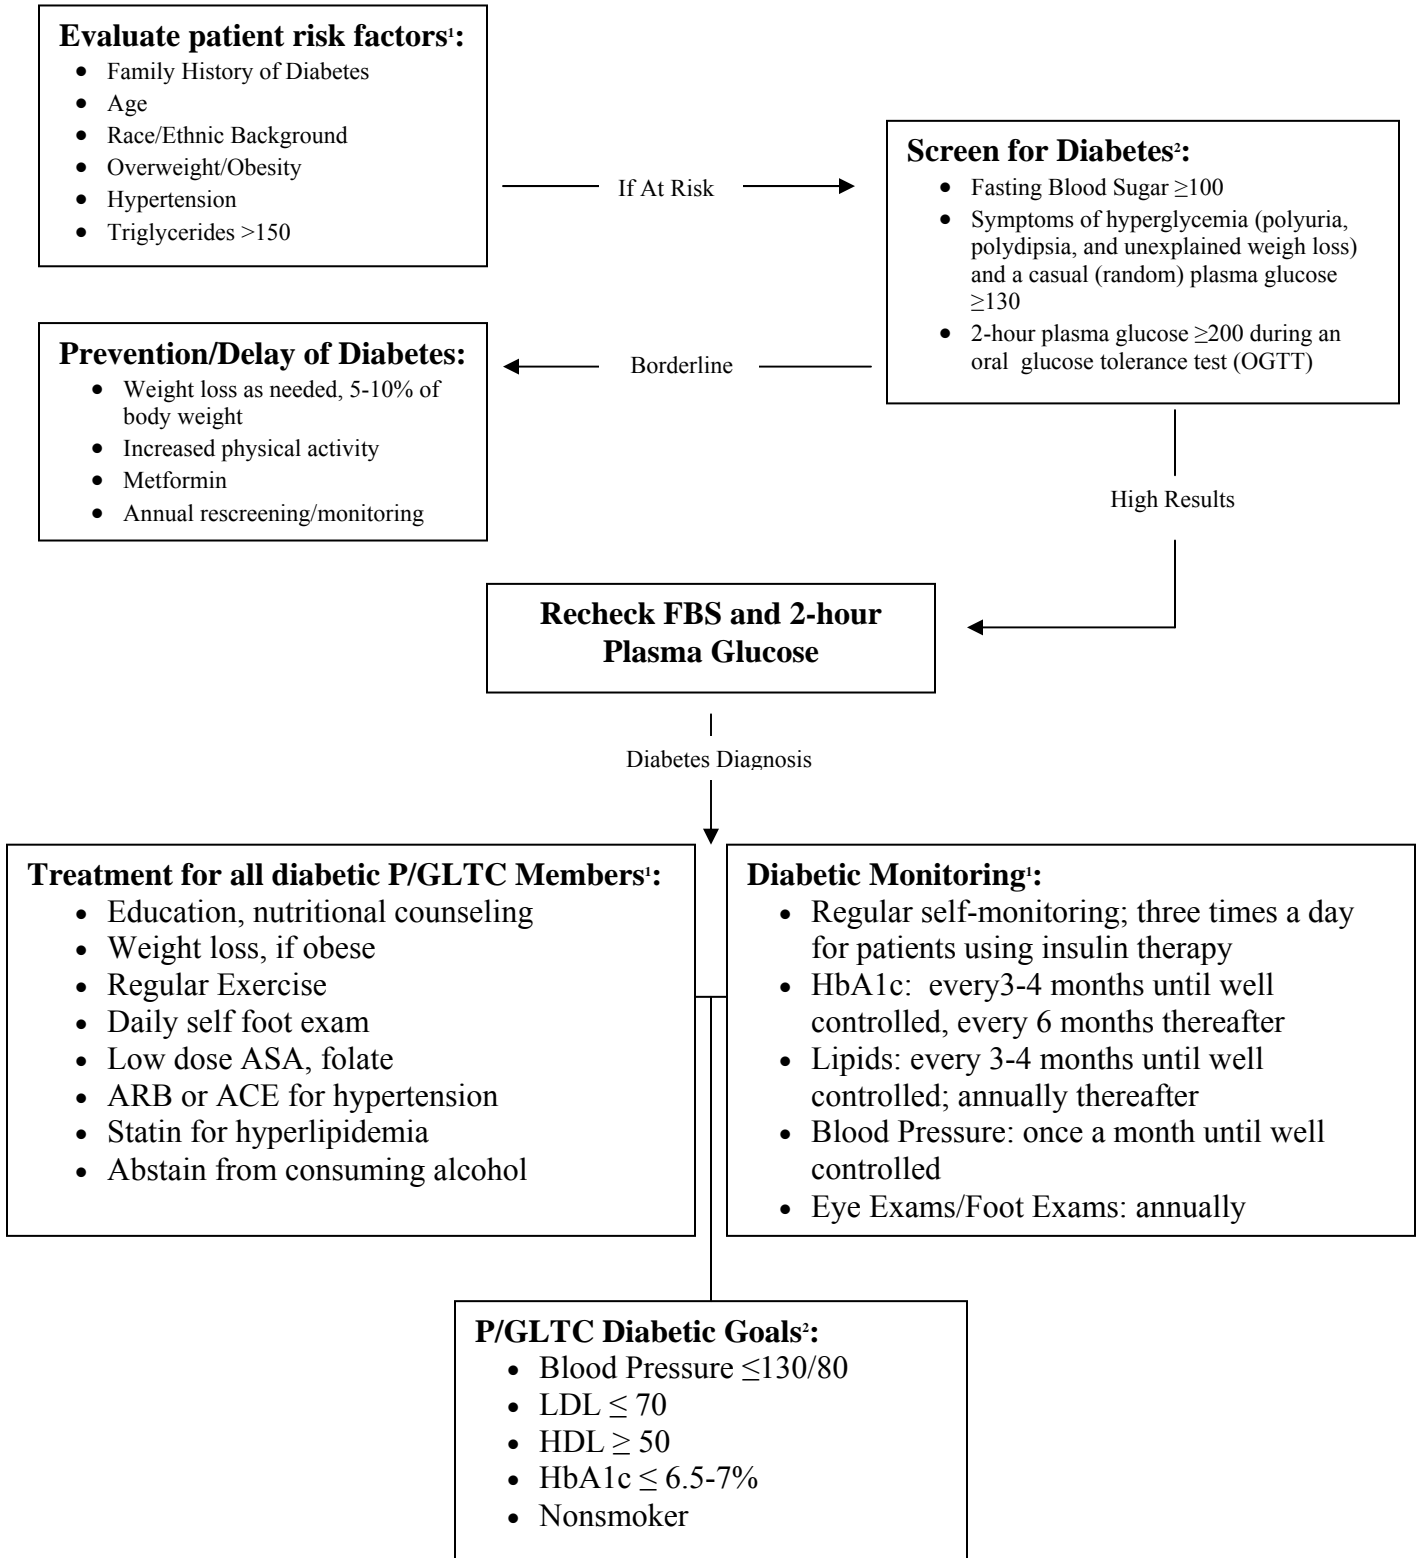 Evaluate patient risk factors¹:
• Family History of Diabetes
• Age
• Race/Ethnic Background
• Overweight/Obesity
• Hypertension
• Triglycerides >150
If At Risk
Screen for Diabetes²:
• Fasting Blood Sugar ≥100
• Symptoms of hyperglycemia (polyuria,
polydipsia, and unexplained weigh loss)
and a casual (random) plasma glucose
≥130
• 2-hour plasma glucose ≥200 during an
oral glucose tolerance test (OGTT)
Borderline
Prevention/Delay of Diabetes:
• Weight loss as needed, 5-10% of
body weight
• Increased physical activity
• Metformin
• Annual rescreening/monitoring
High Results
Recheck FBS and 2-hour
Plasma Glucose
Diabetes Diagnosis
Treatment for all diabetic P/GLTC Members¹:
• Education, nutritional counseling
• Weight loss, if obese
• Regular Exercise
• Daily self foot exam
• Low dose ASA, folate
• ARB or ACE for hypertension
• Statin for hyperlipidemia
• Abstain from consuming alcohol
Diabetic Monitoring¹:
• Regular self-monitoring; three times a day
for patients using insulin therapy
• HbA1c: every3-4 months until well
controlled, every 6 months thereafter
• Lipids: every 3-4 months until well
controlled; annually thereafter
• Blood Pressure: once a month until well
controlled
• Eye Exams/Foot Exams: annually
P/GLTC Diabetic Goals²:
• Blood Pressure ≤130/80
• LDL ≤ 70
• HDL ≥ 50
• HbA1c ≤ 6.5-7%
• Nonsmoker